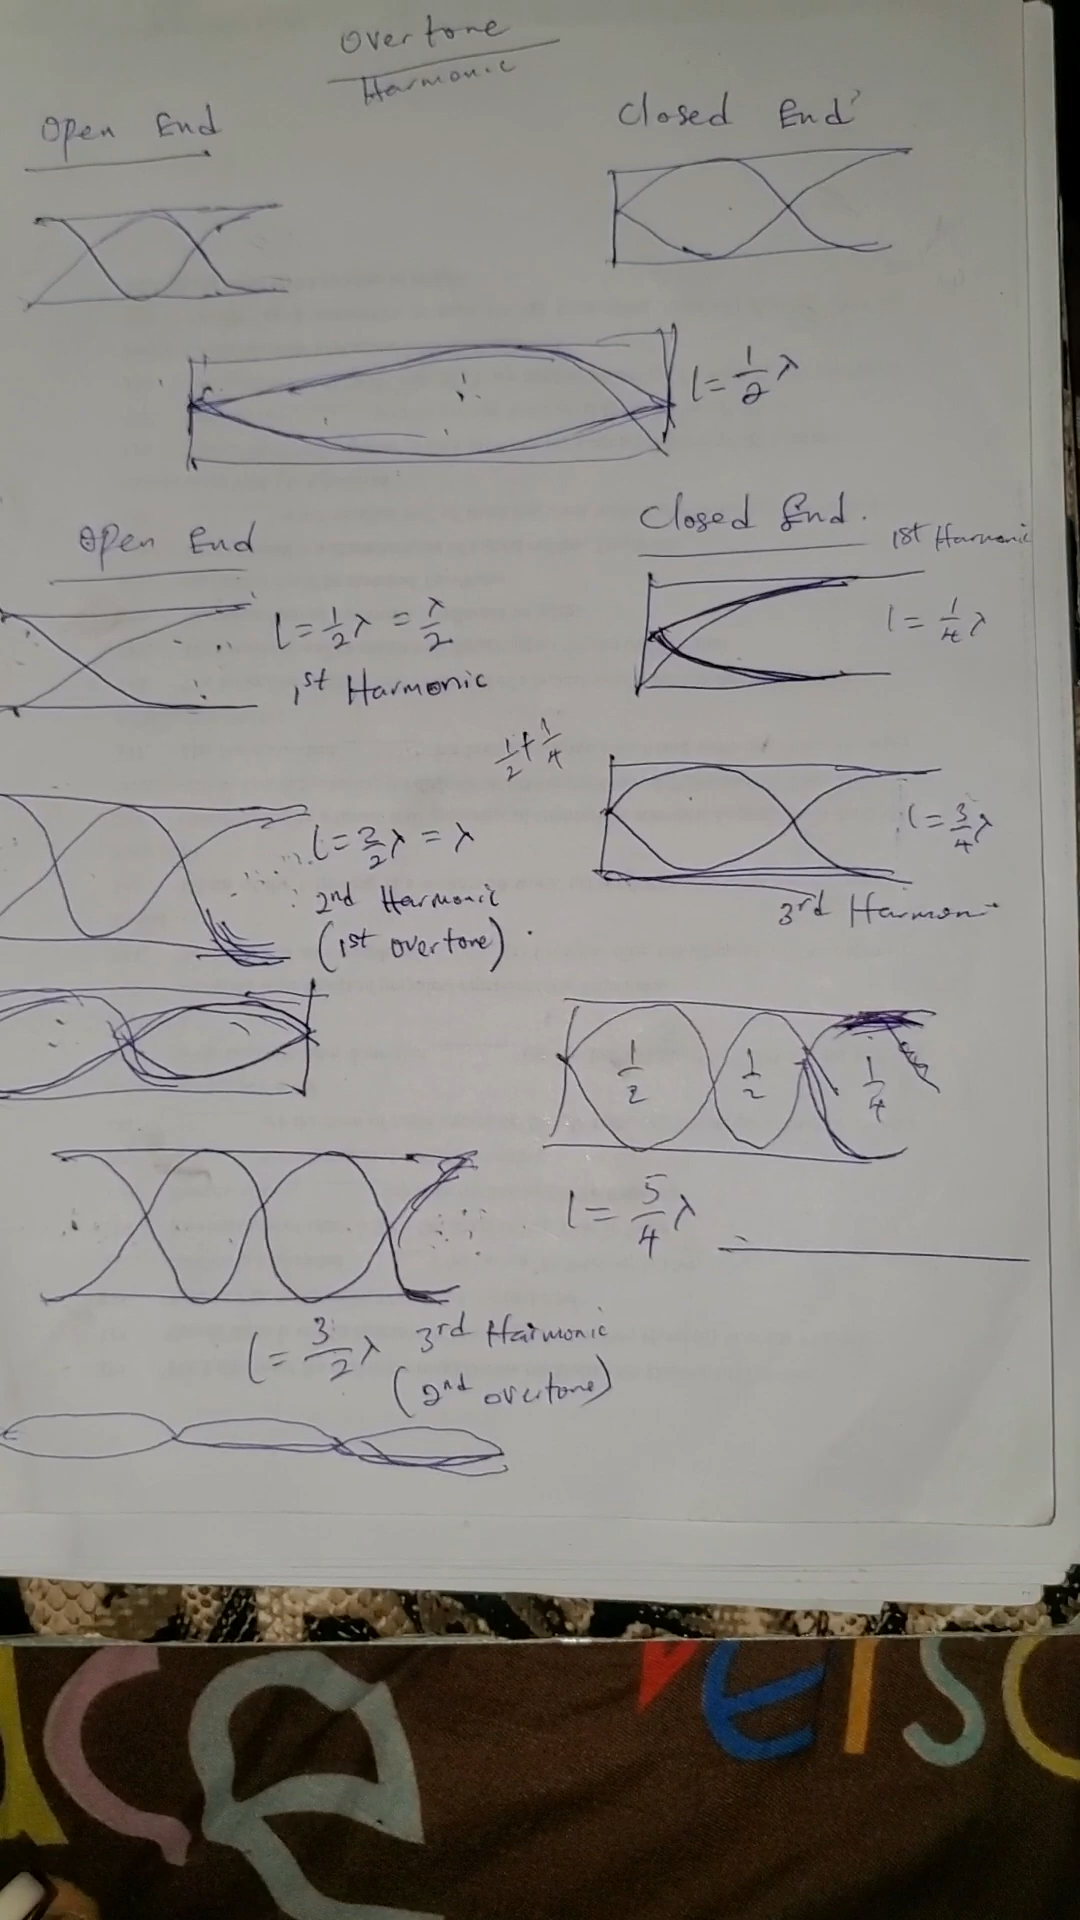 Overtone
Harmonic
Open End
Closed End
l = 1/2 λ
Open End
Closed End.
1st Harmonic
l = 1/2 λ = λ/2
1st Harmonic
l = 1/4 λ
1/2 + 1/4
l = 2/2 λ = λ
2nd Harmonic
(1st overtone)
l = 3/4 λ
3rd Harmon
1/2 1/2 1/4
l = 5/4 λ
l = 3/2 λ 3rd Harmonic
(2nd overtone)